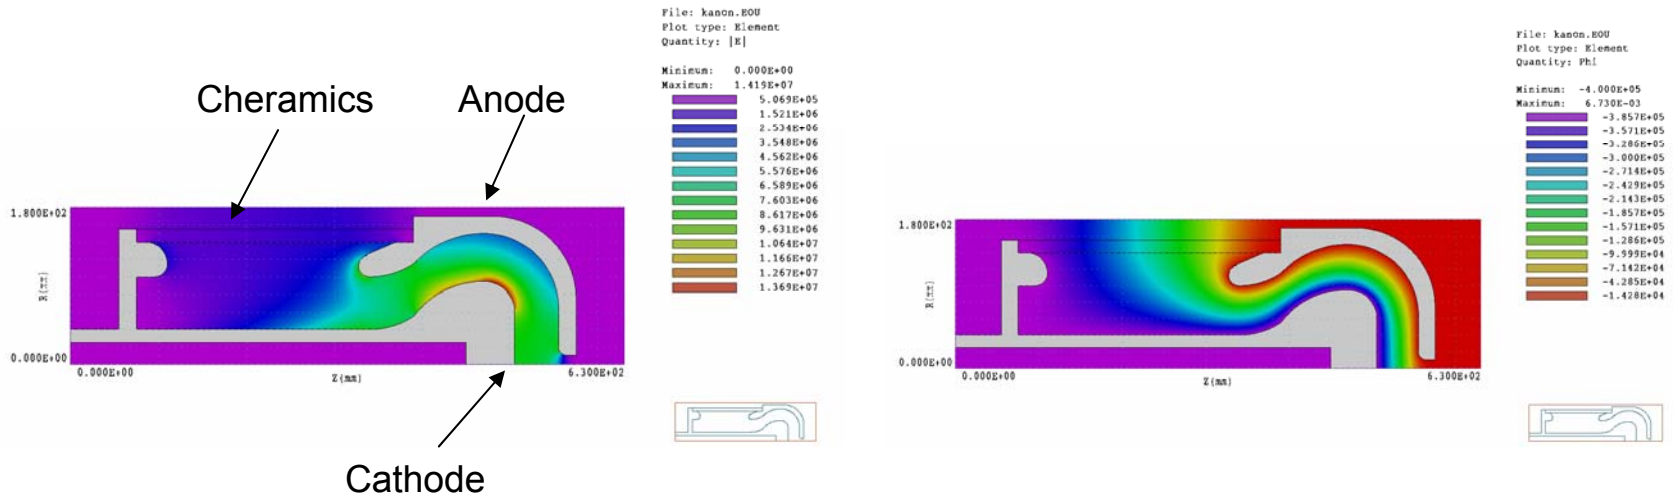 File: kanon.EOU
Plot type: Element
Quantity: |E|
Minimum: 0.000E+00
Maximum: 1.419E+07
5.069E+05
1.521E+06
2.534E+06
3.548E+06
4.562E+06
5.576E+06
6.589E+06
7.603E+06
8.617E+06
9.631E+06
1.064E+07
1.166E+07
1.267E+07
1.369E+07
Cheramics
Anode
1.800E+02
R(mm)
0.000E+00
0.000E+00
Z(mm)
6.300E+02
Cathode
File: kanon.EOU
Plot type: Element
Quantity: Phi
Minimum: -4.000E+05
Maximum: 6.730E-03
-3.857E+05
-3.571E+05
-3.286E+05
-3.000E+05
-2.714E+05
-2.429E+05
-2.143E+05
-1.857E+05
-1.571E+05
-1.286E+05
-9.999E+04
-7.142E+04
-4.285E+04
-1.428E+04
1.800E+02
R(mm)
0.000E+00
0.000E+00
Z(mm)
6.300E+02